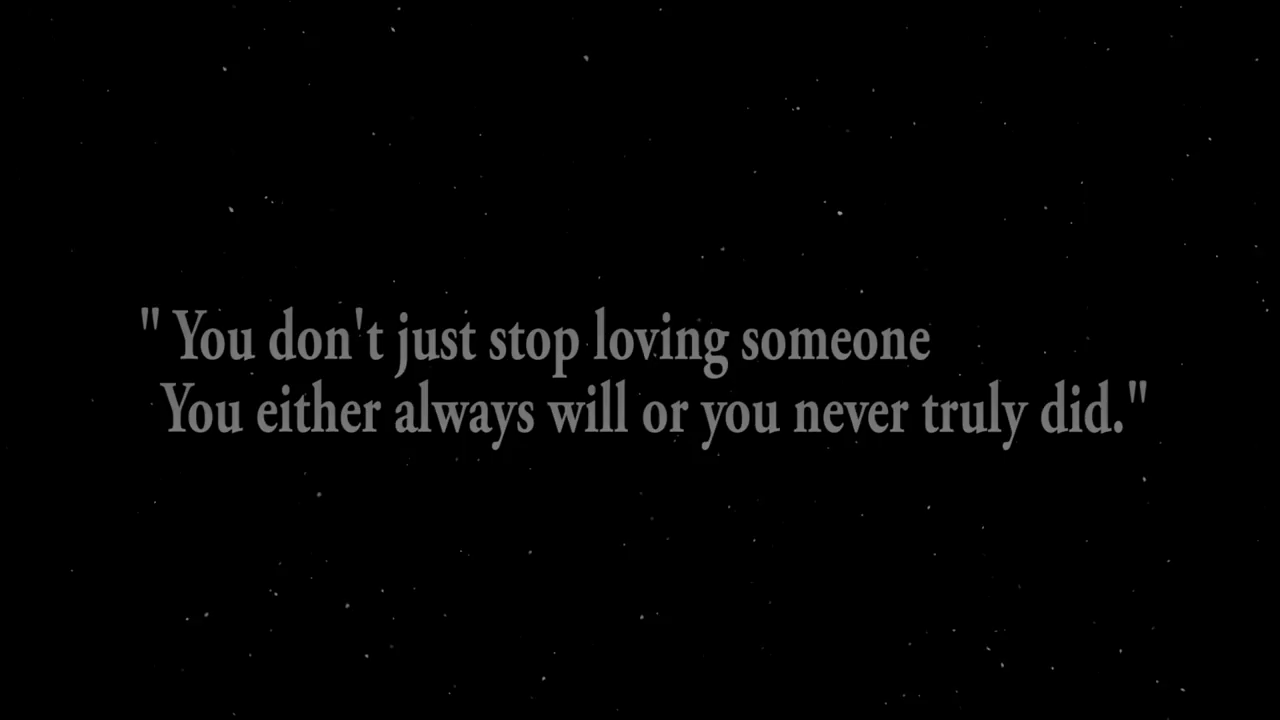 " You don't just stop loving someone
You either always will or you never truly did."